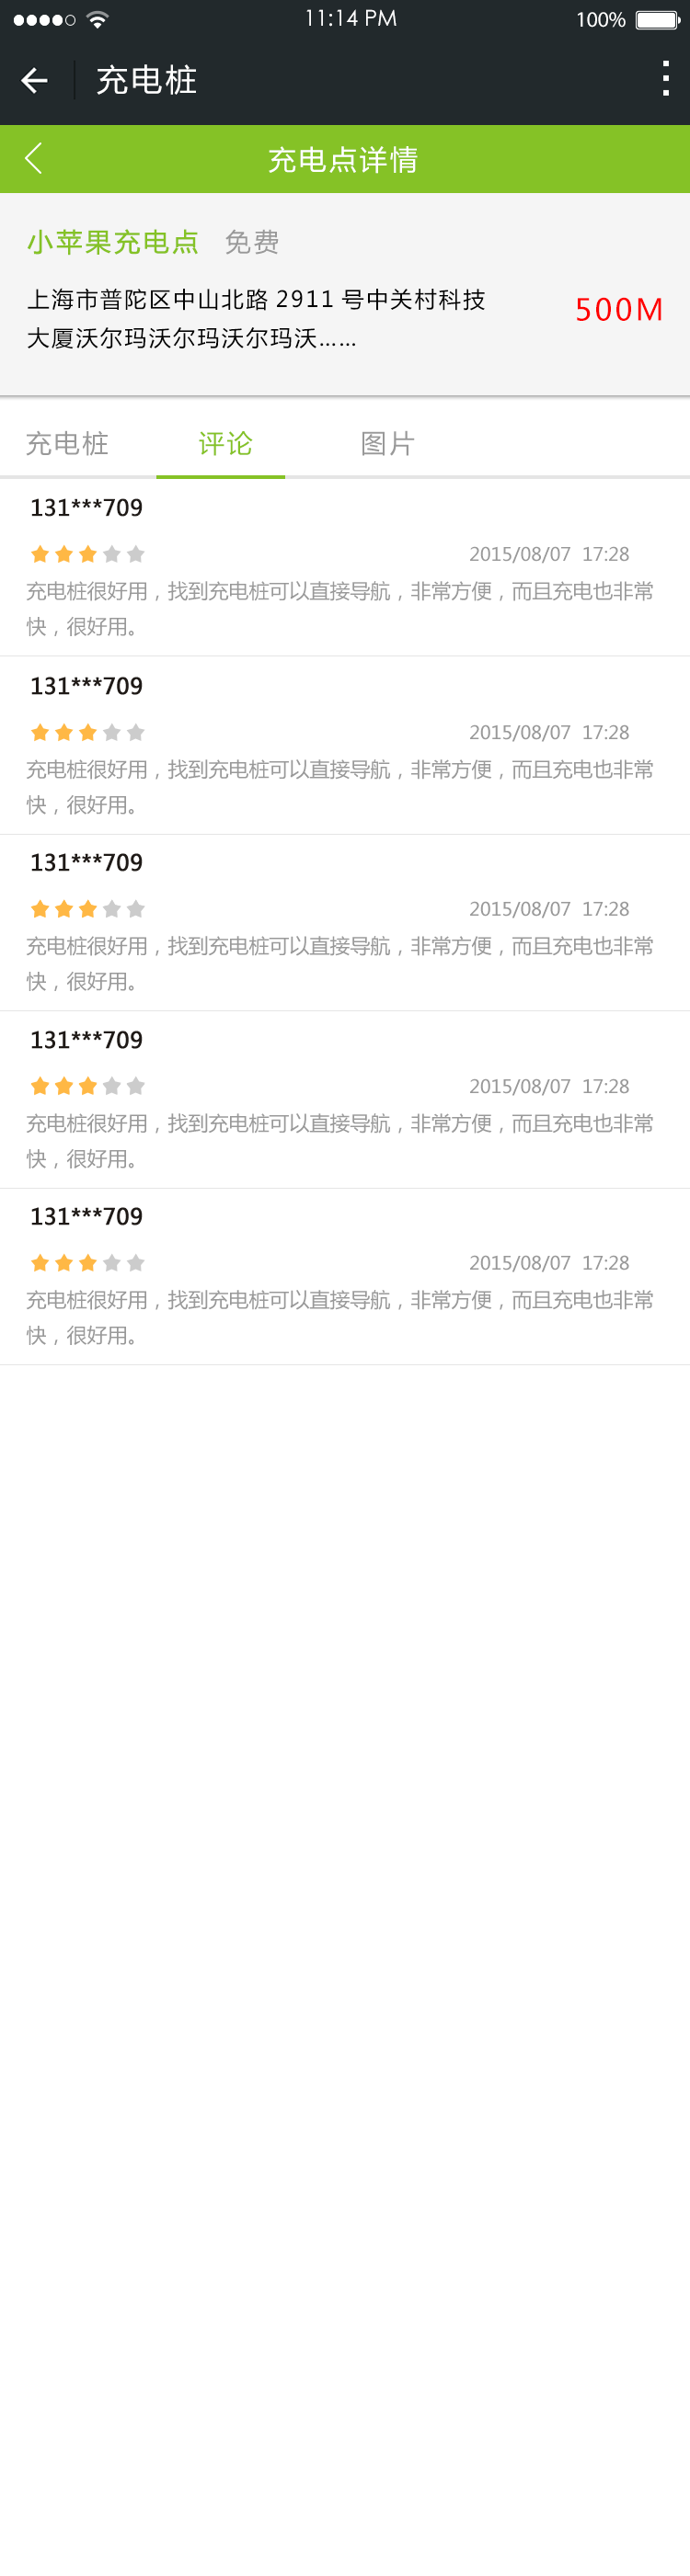 11:14 PM 100%
充电桩
充电点详情
小苹果充电点 免费
上海市普陀区中山北路 2911 号中关村科技
大厦沃尔玛沃尔玛沃尔玛沃……
500M
充电桩 评论 图片
131***709
2015/08/07 17:28
充电桩很好用，找到充电桩可以直接导航，非常方便，而且充电也非常
快，很好用。
131***709
2015/08/07 17:28
充电桩很好用，找到充电桩可以直接导航，非常方便，而且充电也非常
快，很好用。
131***709
2015/08/07 17:28
充电桩很好用，找到充电桩可以直接导航，非常方便，而且充电也非常
快，很好用。
131***709
2015/08/07 17:28
充电桩很好用，找到充电桩可以直接导航，非常方便，而且充电也非常
快，很好用。
131***709
2015/08/07 17:28
充电桩很好用，找到充电桩可以直接导航，非常方便，而且充电也非常
快，很好用。